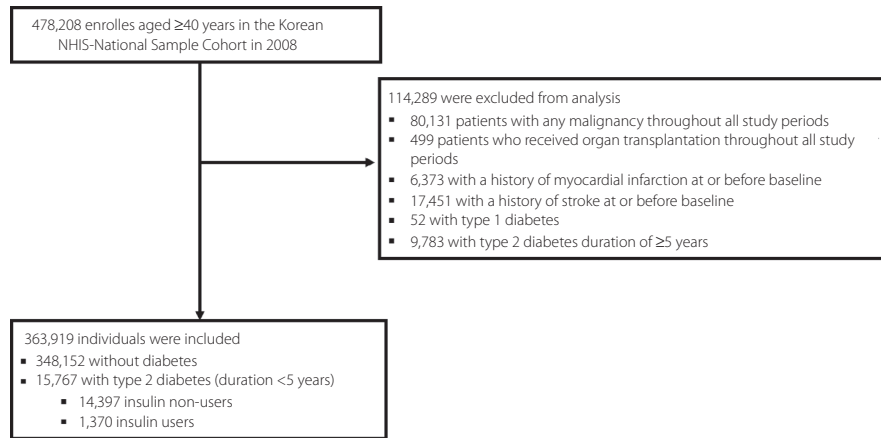 478,208 enrolles aged ≥40 years in the Korean
NHIS-National Sample Cohort in 2008
114,289 were excluded from analysis
▪ 80,131 patients with any malignancy throughout all study periods
▪ 499 patients who received organ transplantation throughout all study
periods
▪ 6,373 with a history of myocardial infarction at or before baseline
▪ 17,451 with a history of stroke at or before baseline
▪ 52 with type 1 diabetes
▪ 9,783 with type 2 diabetes duration of ≥5 years
363,919 individuals were included
▪ 348,152 without diabetes
▪ 15,767 with type 2 diabetes (duration <5 years)
▪ 14,397 insulin non-users
▪ 1,370 insulin users